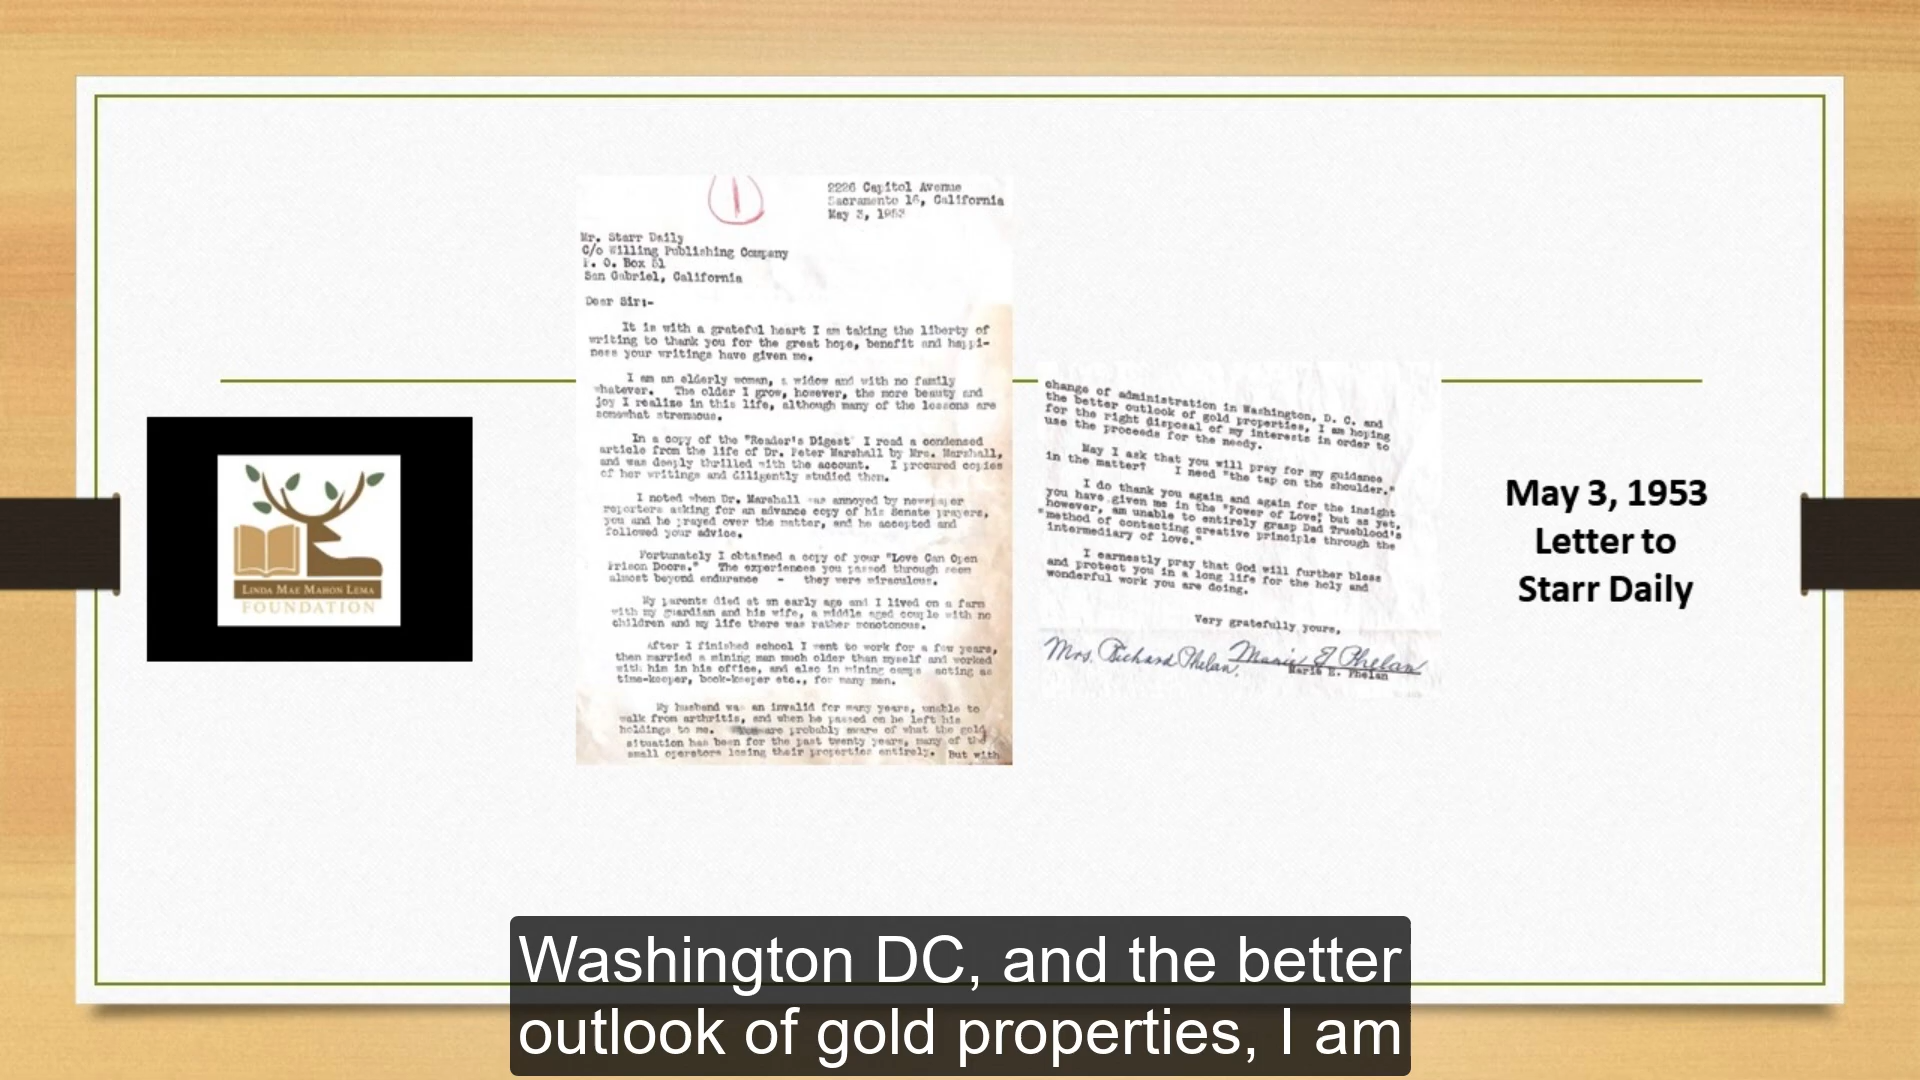 2226 Capitol Avenue
Sacramento 16, California
May 3, 1953
Mr. Starr Daily
C/o Willing Publishing Company
P. O. Box 51
San Gabriel, California
Dear Sir:-
It is with a grateful heart I am taking the liberty of
writing to thank you for the great hope, benefit and happi-
ness your writings have given me.
I am an elderly woman, a widow and with no family
whatever. The older I grow, however, the more beauty and
joy I realize in this life, although many of the lessons are
somewhat strenuous.
In a copy of the "Reader's Digest" I read a condensed
article from the life of Dr. Peter Marshall by Mrs. Marshall,
and was deeply thrilled with the account. I procured copies
of her writings and diligently studied them.
I noted when Dr. Marshall was annoyed by newspaper
reporters asking for an advance copy of his Senate prayers,
you and he prayed over the matter, and he accepted and
followed your advice.
Fortunately I obtained a copy of your "Love Can Open
Prison Doors." The experiences you passed through seem
almost beyond endurance - they were miraculous.
My parents died at an early age and I lived on a farm
with my guardian and his wife, a middle aged couple with no
children and my life there was rather monotonous.
After I finished school I went to work for a few years,
then married a mining man much older than myself and worked
with him in his office, and also in mining camps acting as
time-keeper, book-keeper etc., for many men.
My husband was an invalid for many years, unable to
walk from arthritis, and when he passed on he left his
holdings to me. You are probably aware of what the gold
situation has been for the past twenty years, many of the
small operators losing their properties entirely. But with
change of administration in Washington, D. C. and
the better outlook of gold properties, I am hoping
for the right disposal of my interests in order to
use the proceeds for the needy.
May I ask that you will pray for my guidance
in the matter? I need "the tap on the shoulder."
I do thank you again and again for the insight
you have given me in the "Power of Love", but as yet,
however, am unable to entirely grasp Dad Trueblood's
"method of contacting creative principle through the
intermediary of love."
I earnestly pray that God will further bless
and protect you in a long life for the holy and
wonderful work you are doing.
Very gratefully yours,
Mrs. Richard Phelan, Marie E Phelan
Marie E. Phelan
LINDA MAE MAHON LEMA
FOUNDATION
May 3, 1953
Letter to
Starr Daily
Washington DC, and the better
outlook of gold properties, I am